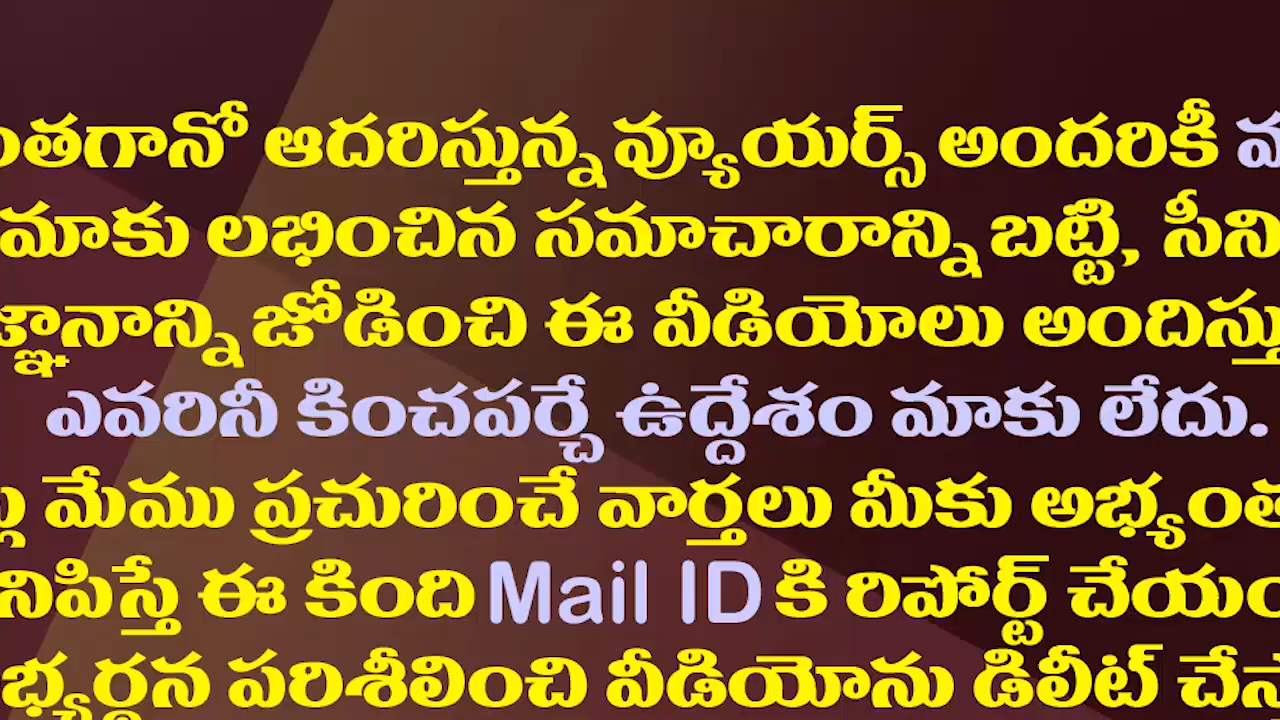 ంతగానో ఆదరిస్తున్న వ్యూయర్స్ అందరికీ
మాకు లభించిన సమాచారాన్ని బట్టి, సీని
జ్ఞానాన్ని జోడించి ఈ వీడియోలు అందిస్తు
ఎవరినీ కించపర్చే ఉద్దేశం మాకు లేదు.
మేము ప్రచురించే వార్తలు మీకు అభ్యంత
నిపిస్తే ఈ కింది Mail ID కి రిపోర్ట్ చేయం
భ్యర్థన పరిశీలించి వీడియోను డిలీట్ చేస